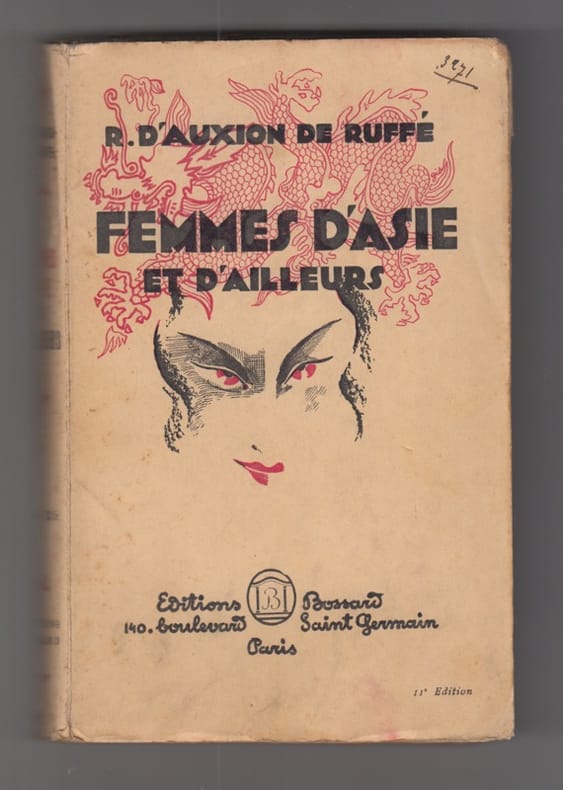 3271
R. D'AUXION DE RUFFÉ
FEMMES D'ASIE
ET D'AILLEURS
Editions B Bossard
140. boulevard Saint Germain
Paris
11e Edition